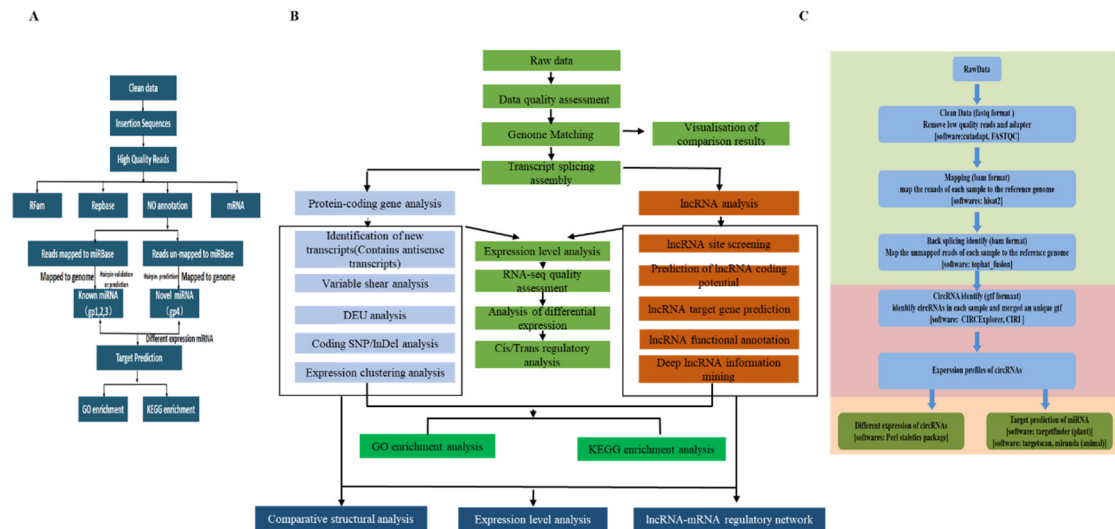 A
Clean data
Insertion Sequences
High Quality Reads
RFam
Repbase
NO annotation
mRNA
Reads mapped to miRBase
Reads un-mapped to miRBase
Mapped to genome
Hairpin validation
or prediction
Hairpin prediction
Mapped to genome
Known miRNA
(gp1,2,3)
Novel miRNA
(gp4)
Different expression miRNA
Target Prediction
GO enrichment
KEGG enrichment
B
Raw data
Data quality assessment
Genome Matching
Visualisation of
comparison results
Transcript splicing
assembly
Protein-coding gene analysis
lncRNA analysis
Identification of new
transcripts(Contains antisense
transcripts)
Variable shear analysis
DEU analysis
Coding SNP/InDel analysis
Expression clustering analysis
Expression level analysis
RNA-seq quality
assessment
Analysis of differential
expression
Cis/Trans regulatory
analysis
lncRNA site screening
Prediction of lncRNA coding
potential
lncRNA target gene prediction
lncRNA functional annotation
Deep lncRNA information
mining
GO enrichment analysis
KEGG enrichment analysis
Comparative structural analysis
Expression level analysis
lncRNA-mRNA regulatory network
C
RawData
Clean Data (fastq format )
Remove low quality reads and adapter
[software:cutadapt, FASTQC]
Mapping (bam format)
map the reaads of each sample to the reference genome
[softwares: hisat2]
Back splicing identify (bam format)
Map the unmapped reads of each sample to the reference genome
[software: tophat_fusion]
CircRNA identify (gtf formaat)
identify circRNAs in each sample and merged an unique gtf
[software: CIRCExplorer, CIRI ]
Experssion profiles of circRNAs
Different expression of circRNAs
[softwares: Perl staistics package]
Target prediction of miRNA
[software: targetfinder (plant)]
[software: targetscan, miranda (animal)]